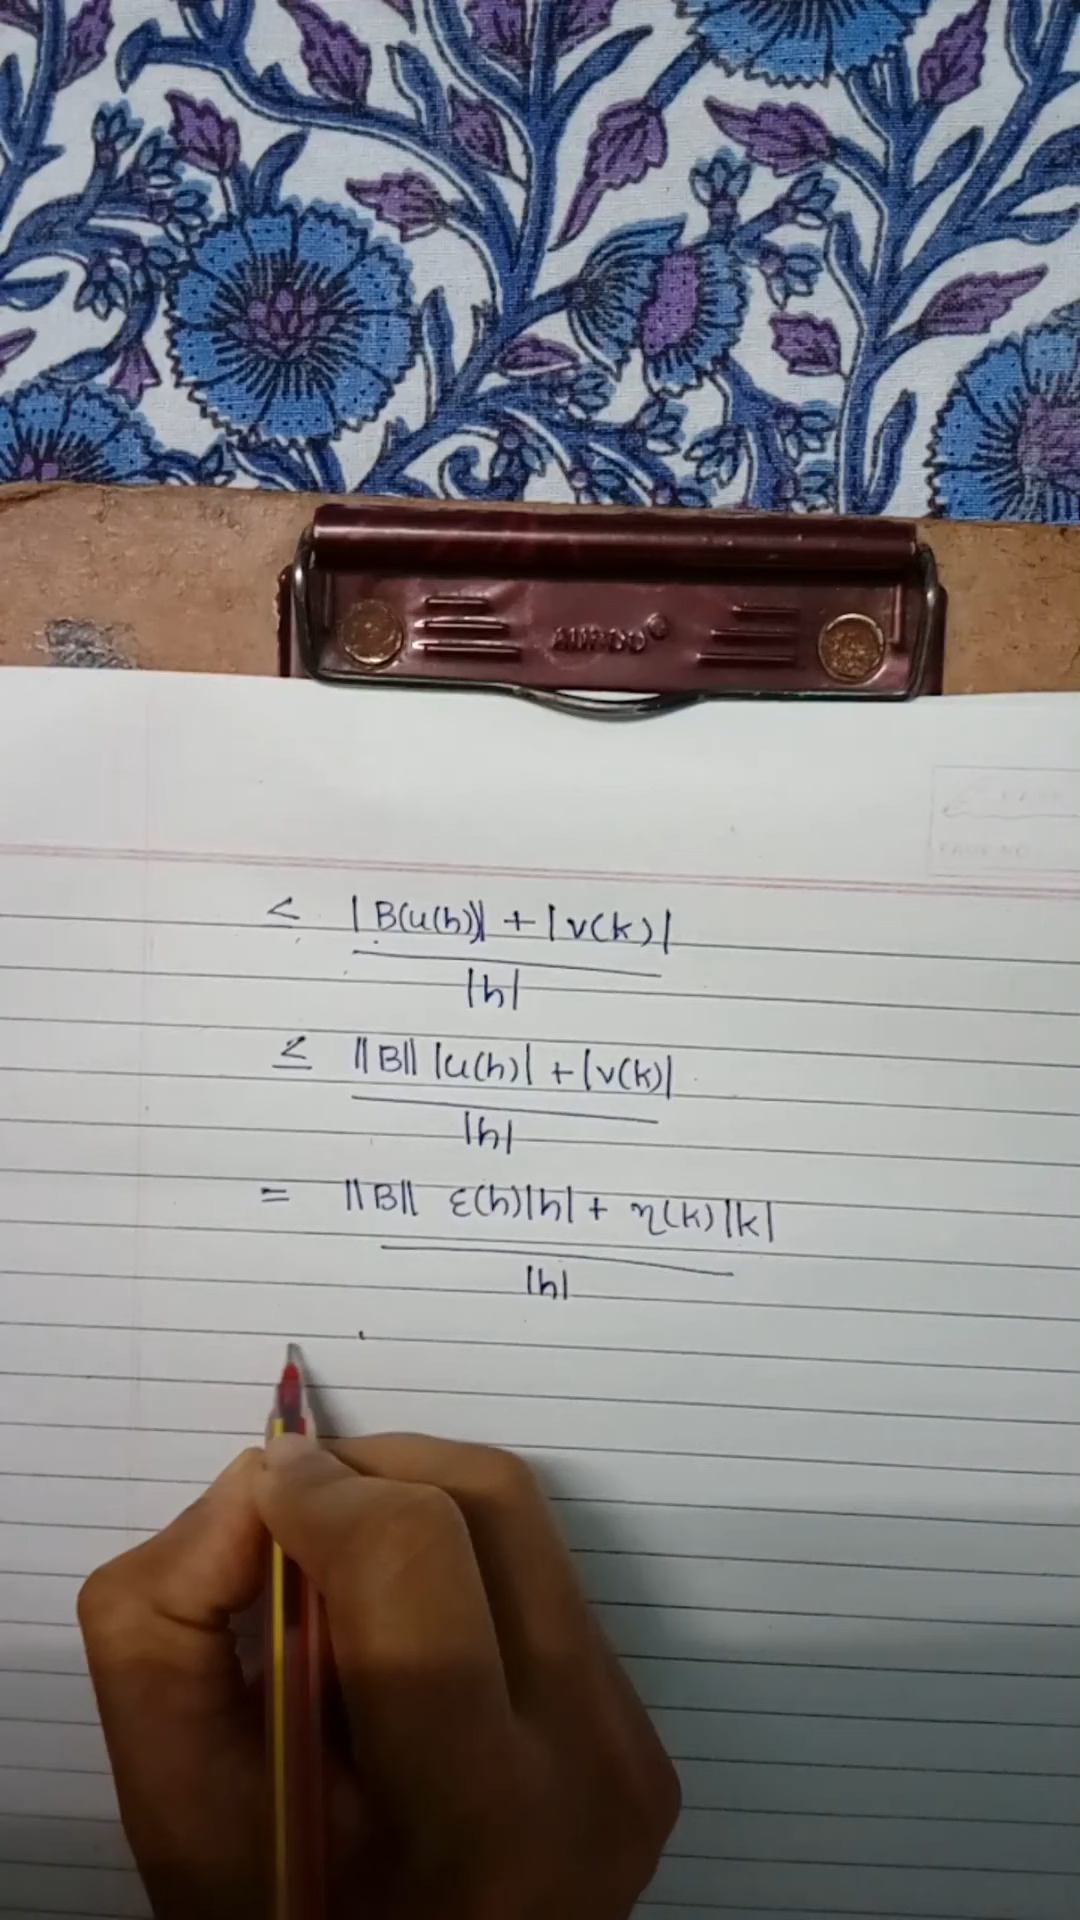 ≤ |B(u(h))| + |v(k)|
|h|
≤ ||B|| |u(h)| + |v(k)|
|h|
= ||B|| ε(h)|h| + η(k)|k|
|h|